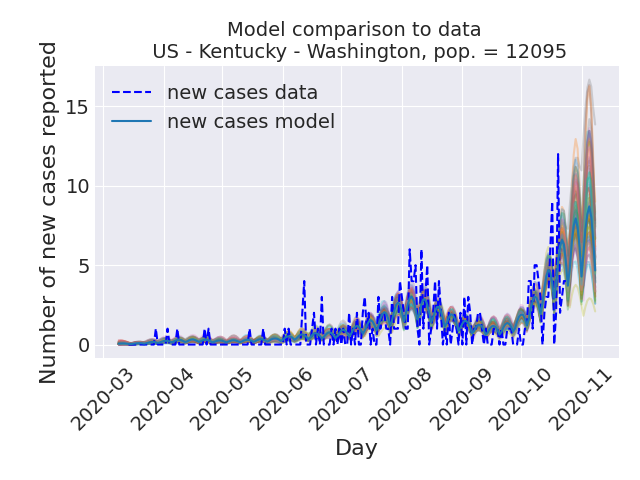 Model comparison to data
US - Kentucky - Washington, pop. = 12095
Number of new cases reported
15
10
5
0
new cases data
new cases model
2020-03
2020-04
2020-05
2020-06
2020-07
2020-08
2020-09
2020-10
2020-11
Day